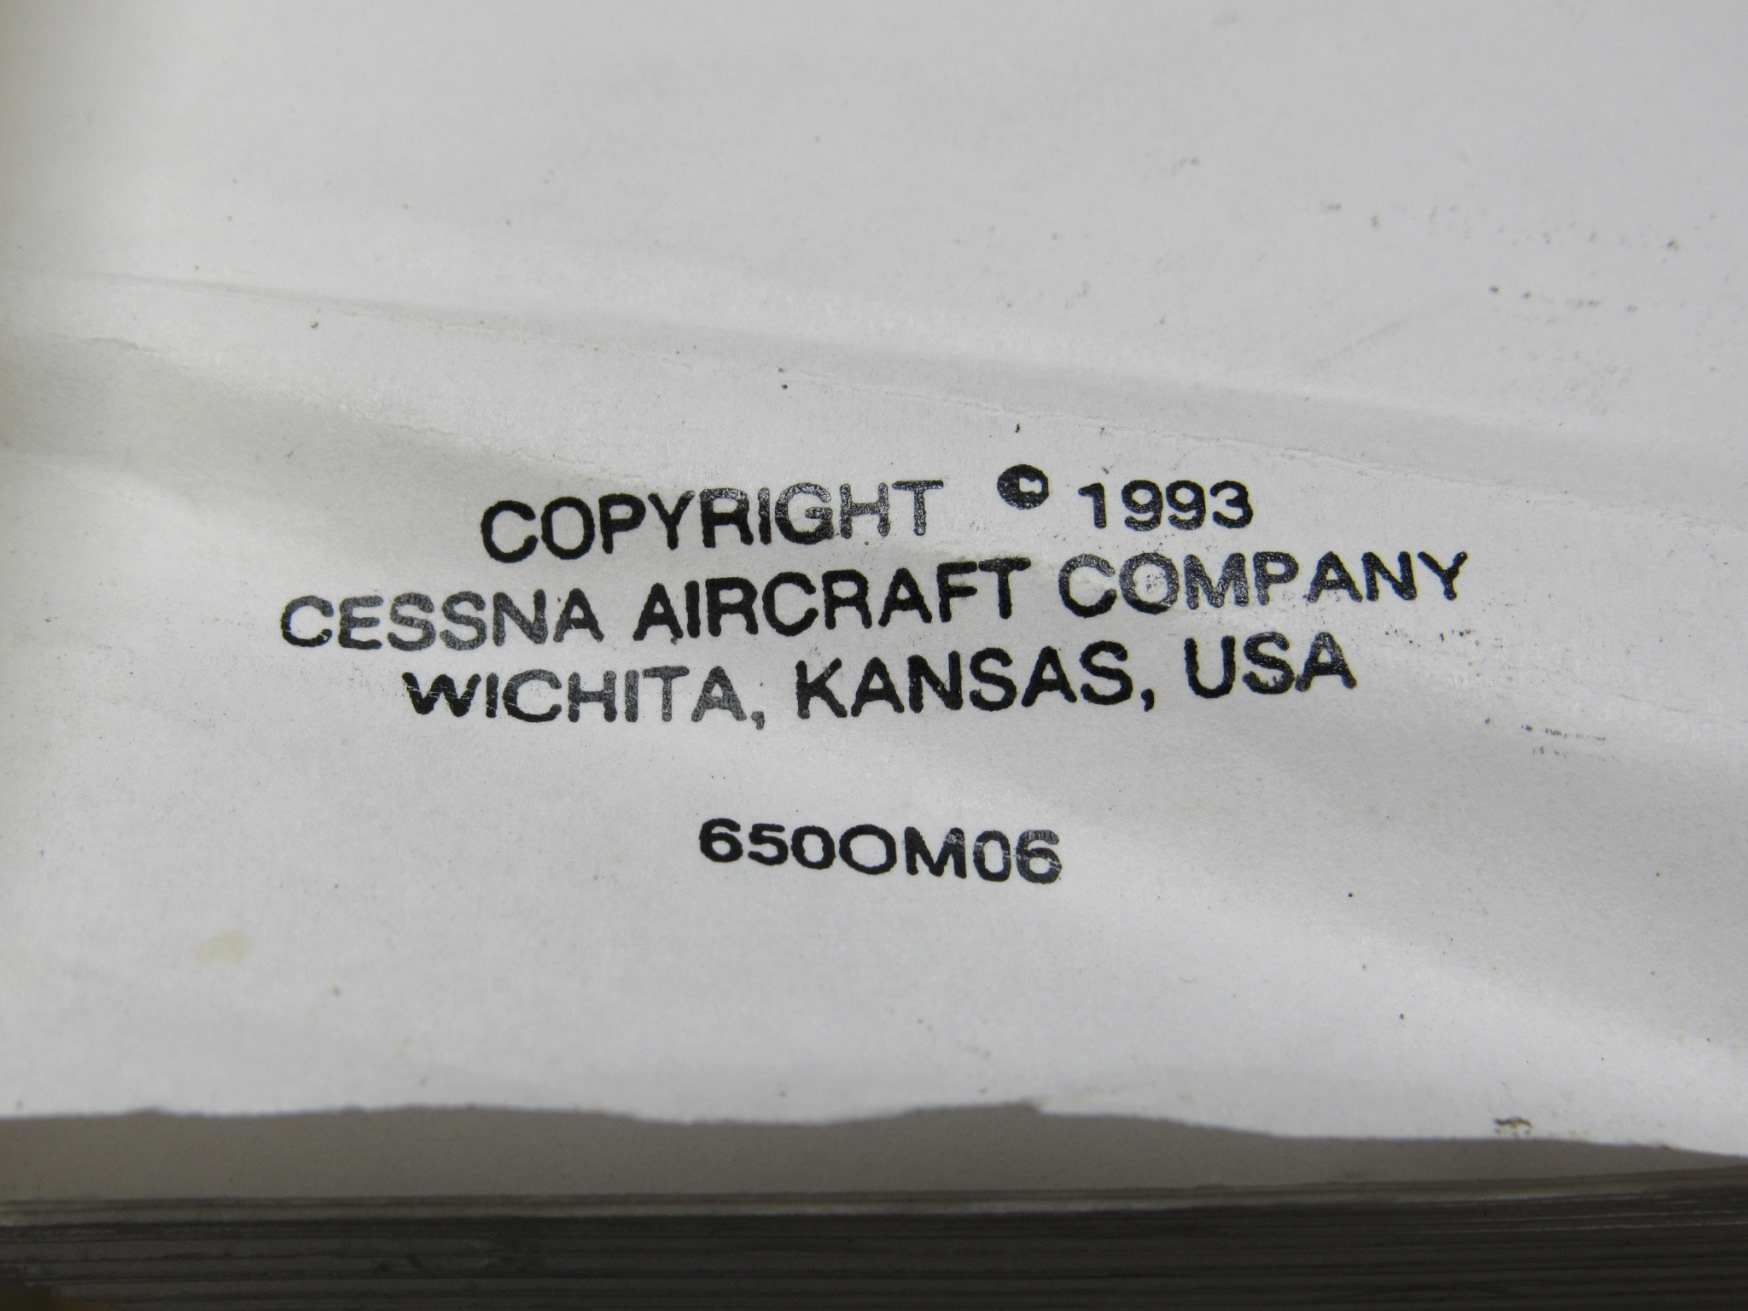 COPYRIGHT © 1993
CESSNA AIRCRAFT COMPANY
WICHITA, KANSAS, USA
650OM06